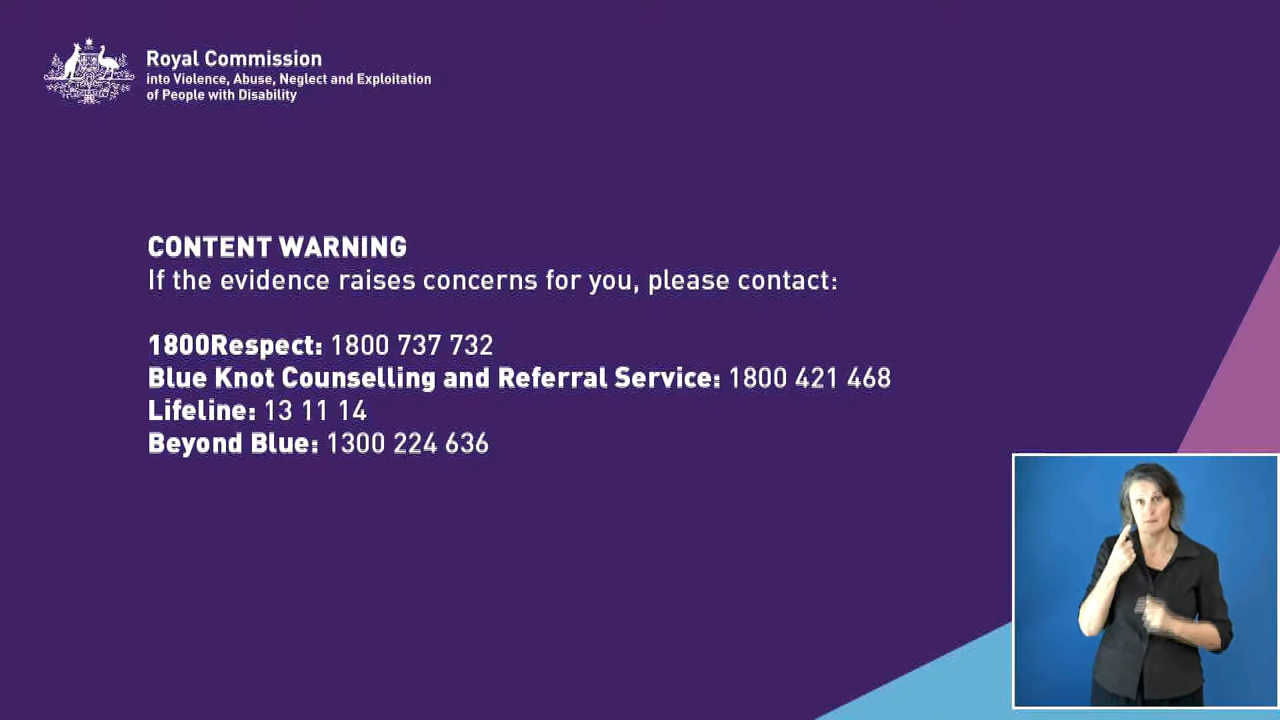 Royal Commission
into Violence, Abuse, Neglect and Exploitation
of People with Disability
CONTENT WARNING
If the evidence raises concerns for you, please contact:
1800Respect: 1800 737 732
Blue Knot Counselling and Referral Service: 1800 421 468
Lifeline: 13 11 14
Beyond Blue: 1300 224 636